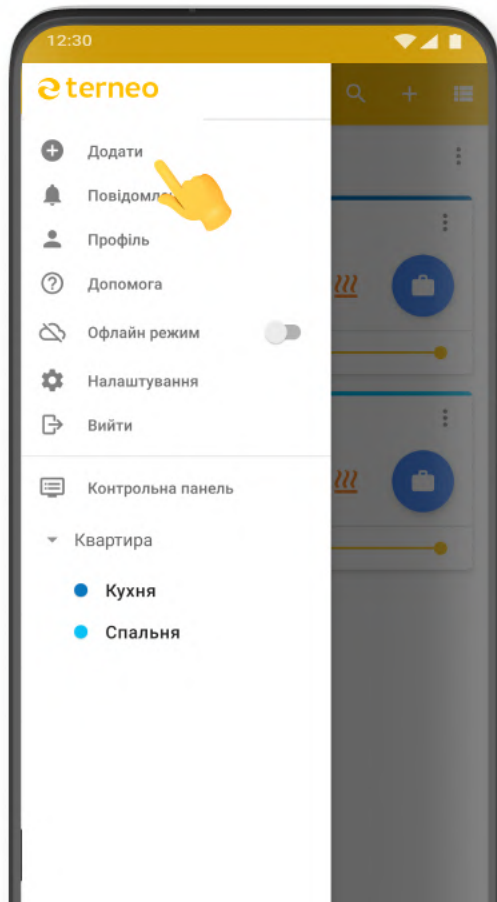 12:30
terneo
Додати
Профіль
Допомога
Офлайн режим
Налаштування
Вийти
Контрольна панель
Квартира
Кухня
Спальня